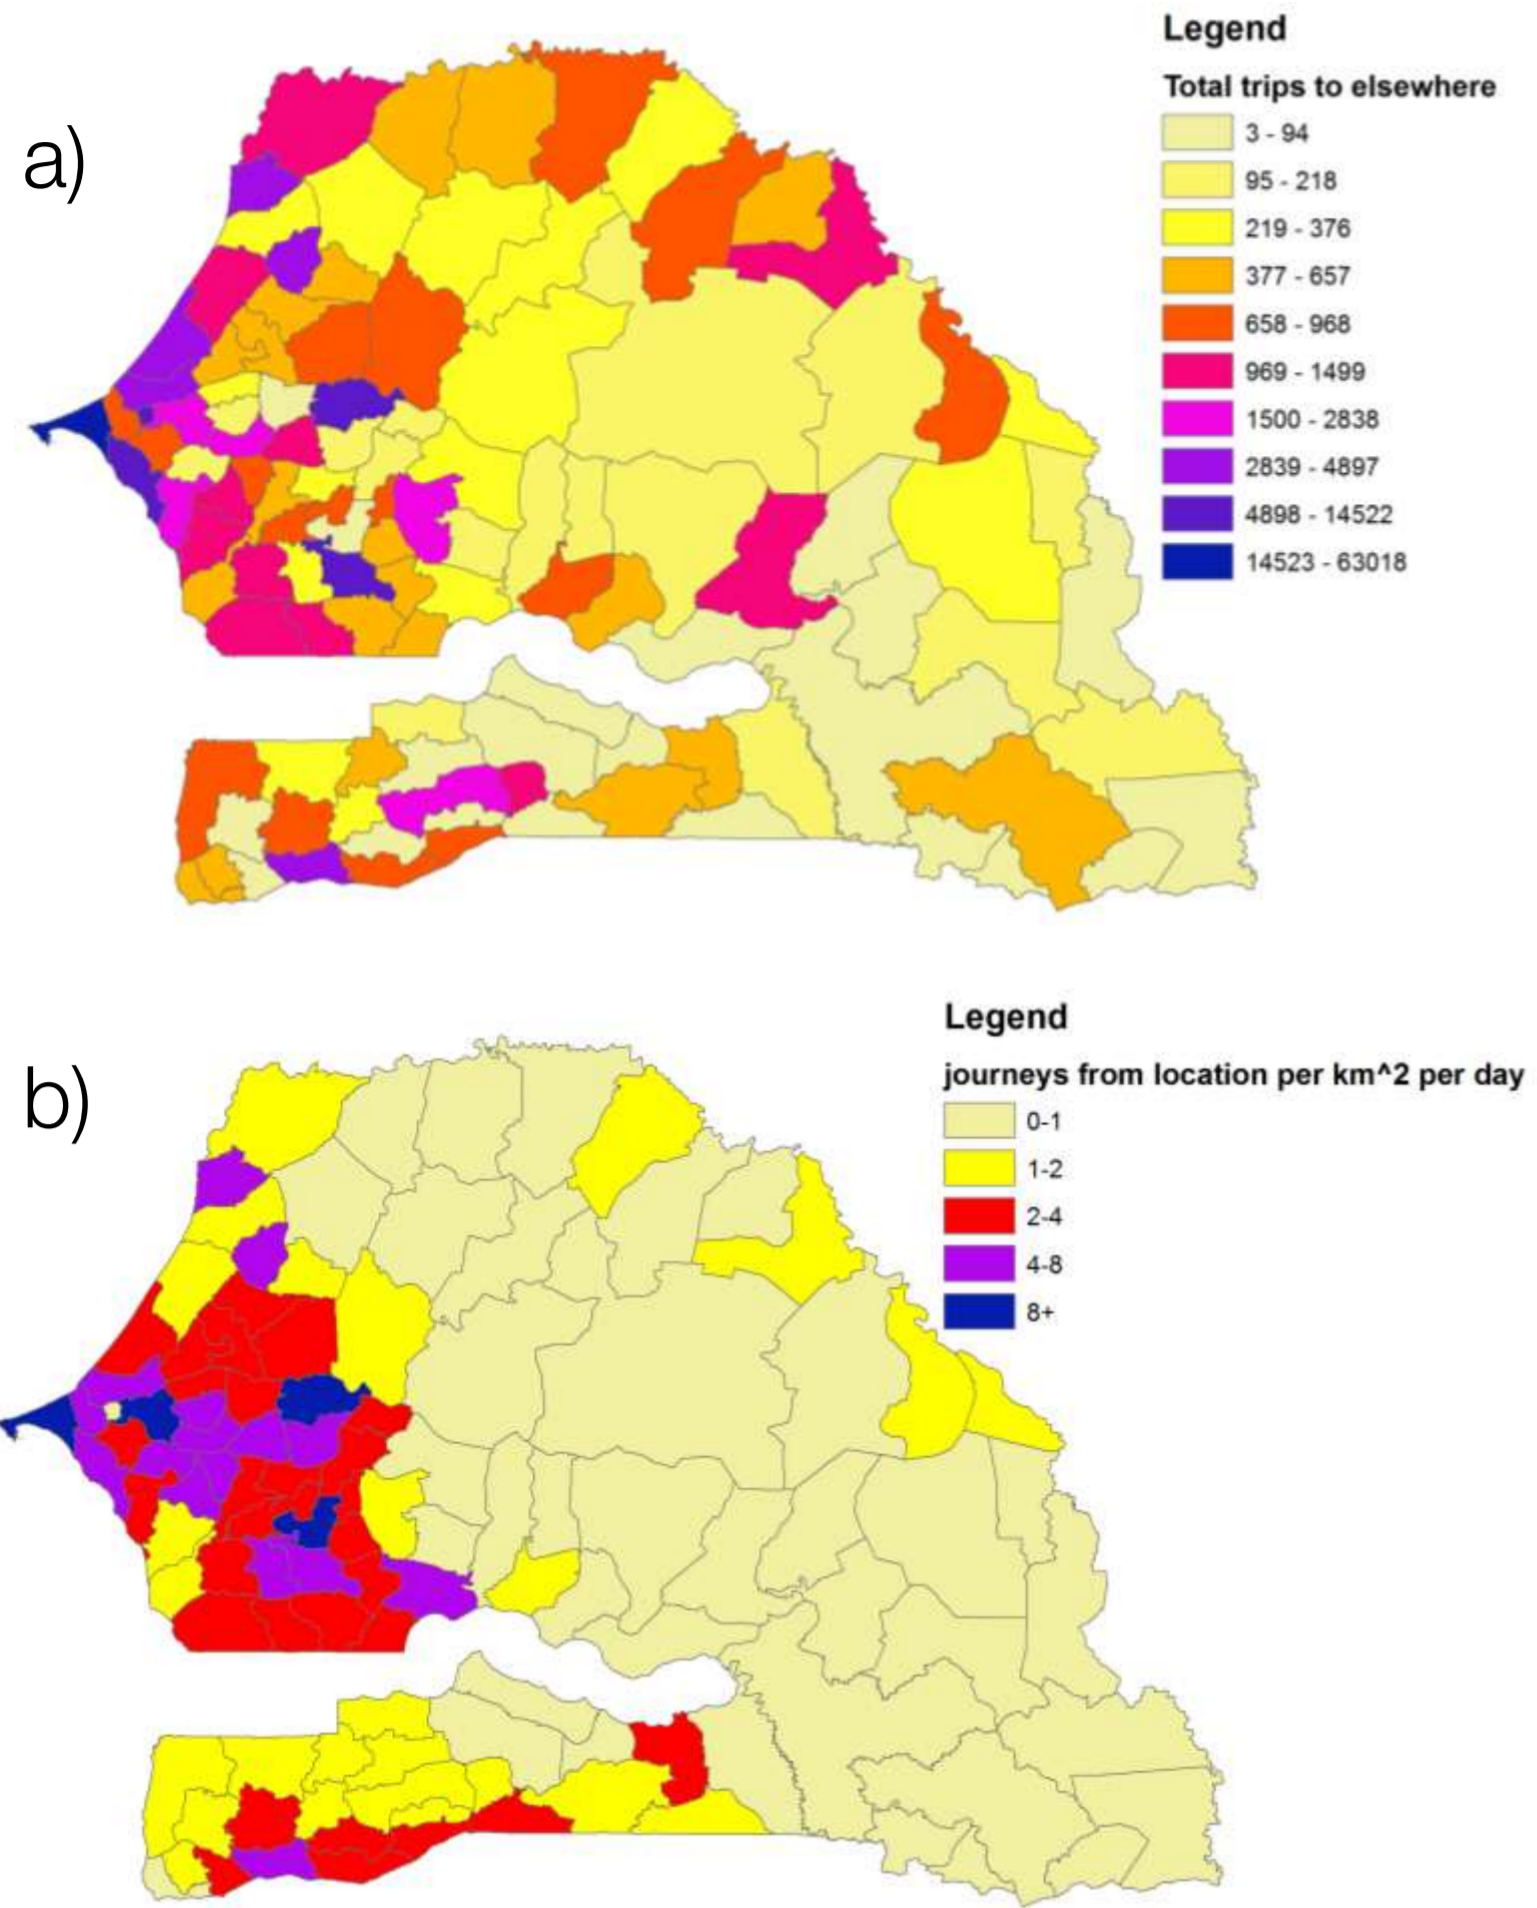 a)
Legend
Total trips to elsewhere
3 - 94
95 - 218
219 - 376
377 - 657
658 - 968
969 - 1499
1500 - 2838
2839 - 4897
4898 - 14522
14523 - 63018
b)
Legend
journeys from location per km^2 per day
0-1
1-2
2-4
4-8
8+